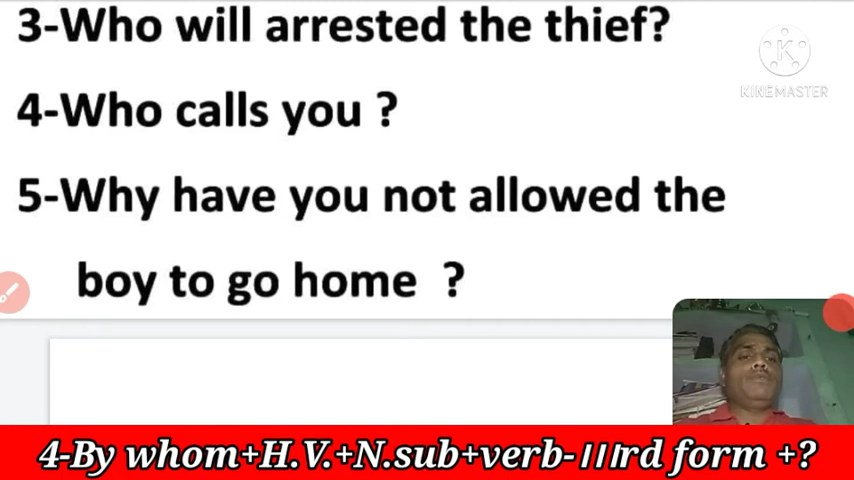 3-Who will arrested the thief?
KINEMASTER
4-Who calls you ?
5-Why have you not allowed the
boy to go home ?
4-By whom+H.V.+N.sub+verb-IIIrd form +?